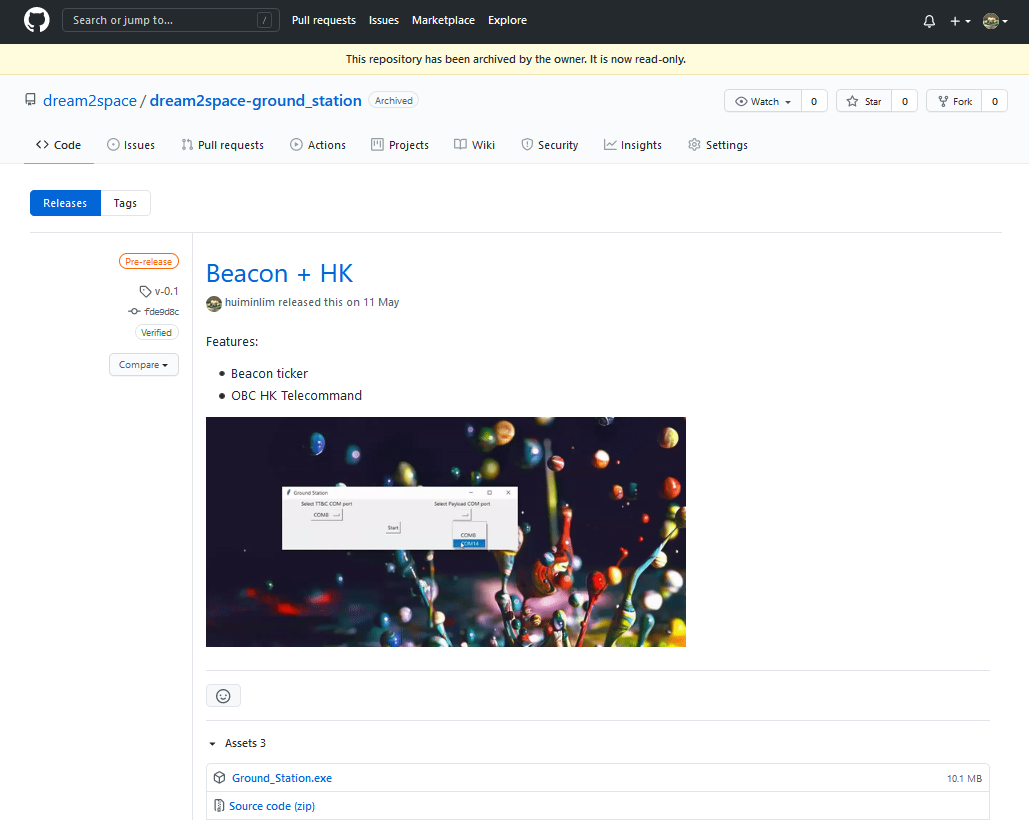 Search or jump to... /
Pull requests Issues Marketplace Explore
This repository has been archived by the owner. It is now read-only.
dream2space / dream2space-ground_station Archived
Watch 0 Star 0 Fork 0
Code Issues Pull requests Actions Projects Wiki Security Insights Settings
Releases Tags
Pre-release
v-0.1
fde9d8c
Verified
Compare
Beacon + HK
huiminlim released this on 11 May
Features:
Beacon ticker
OBC HK Telecommand
Ground Station
Select TT&C COM port Select Payload COM port
COM8
Start
COM8
COM14
Assets 3
Ground_Station.exe 10.1 MB
Source code (zip)